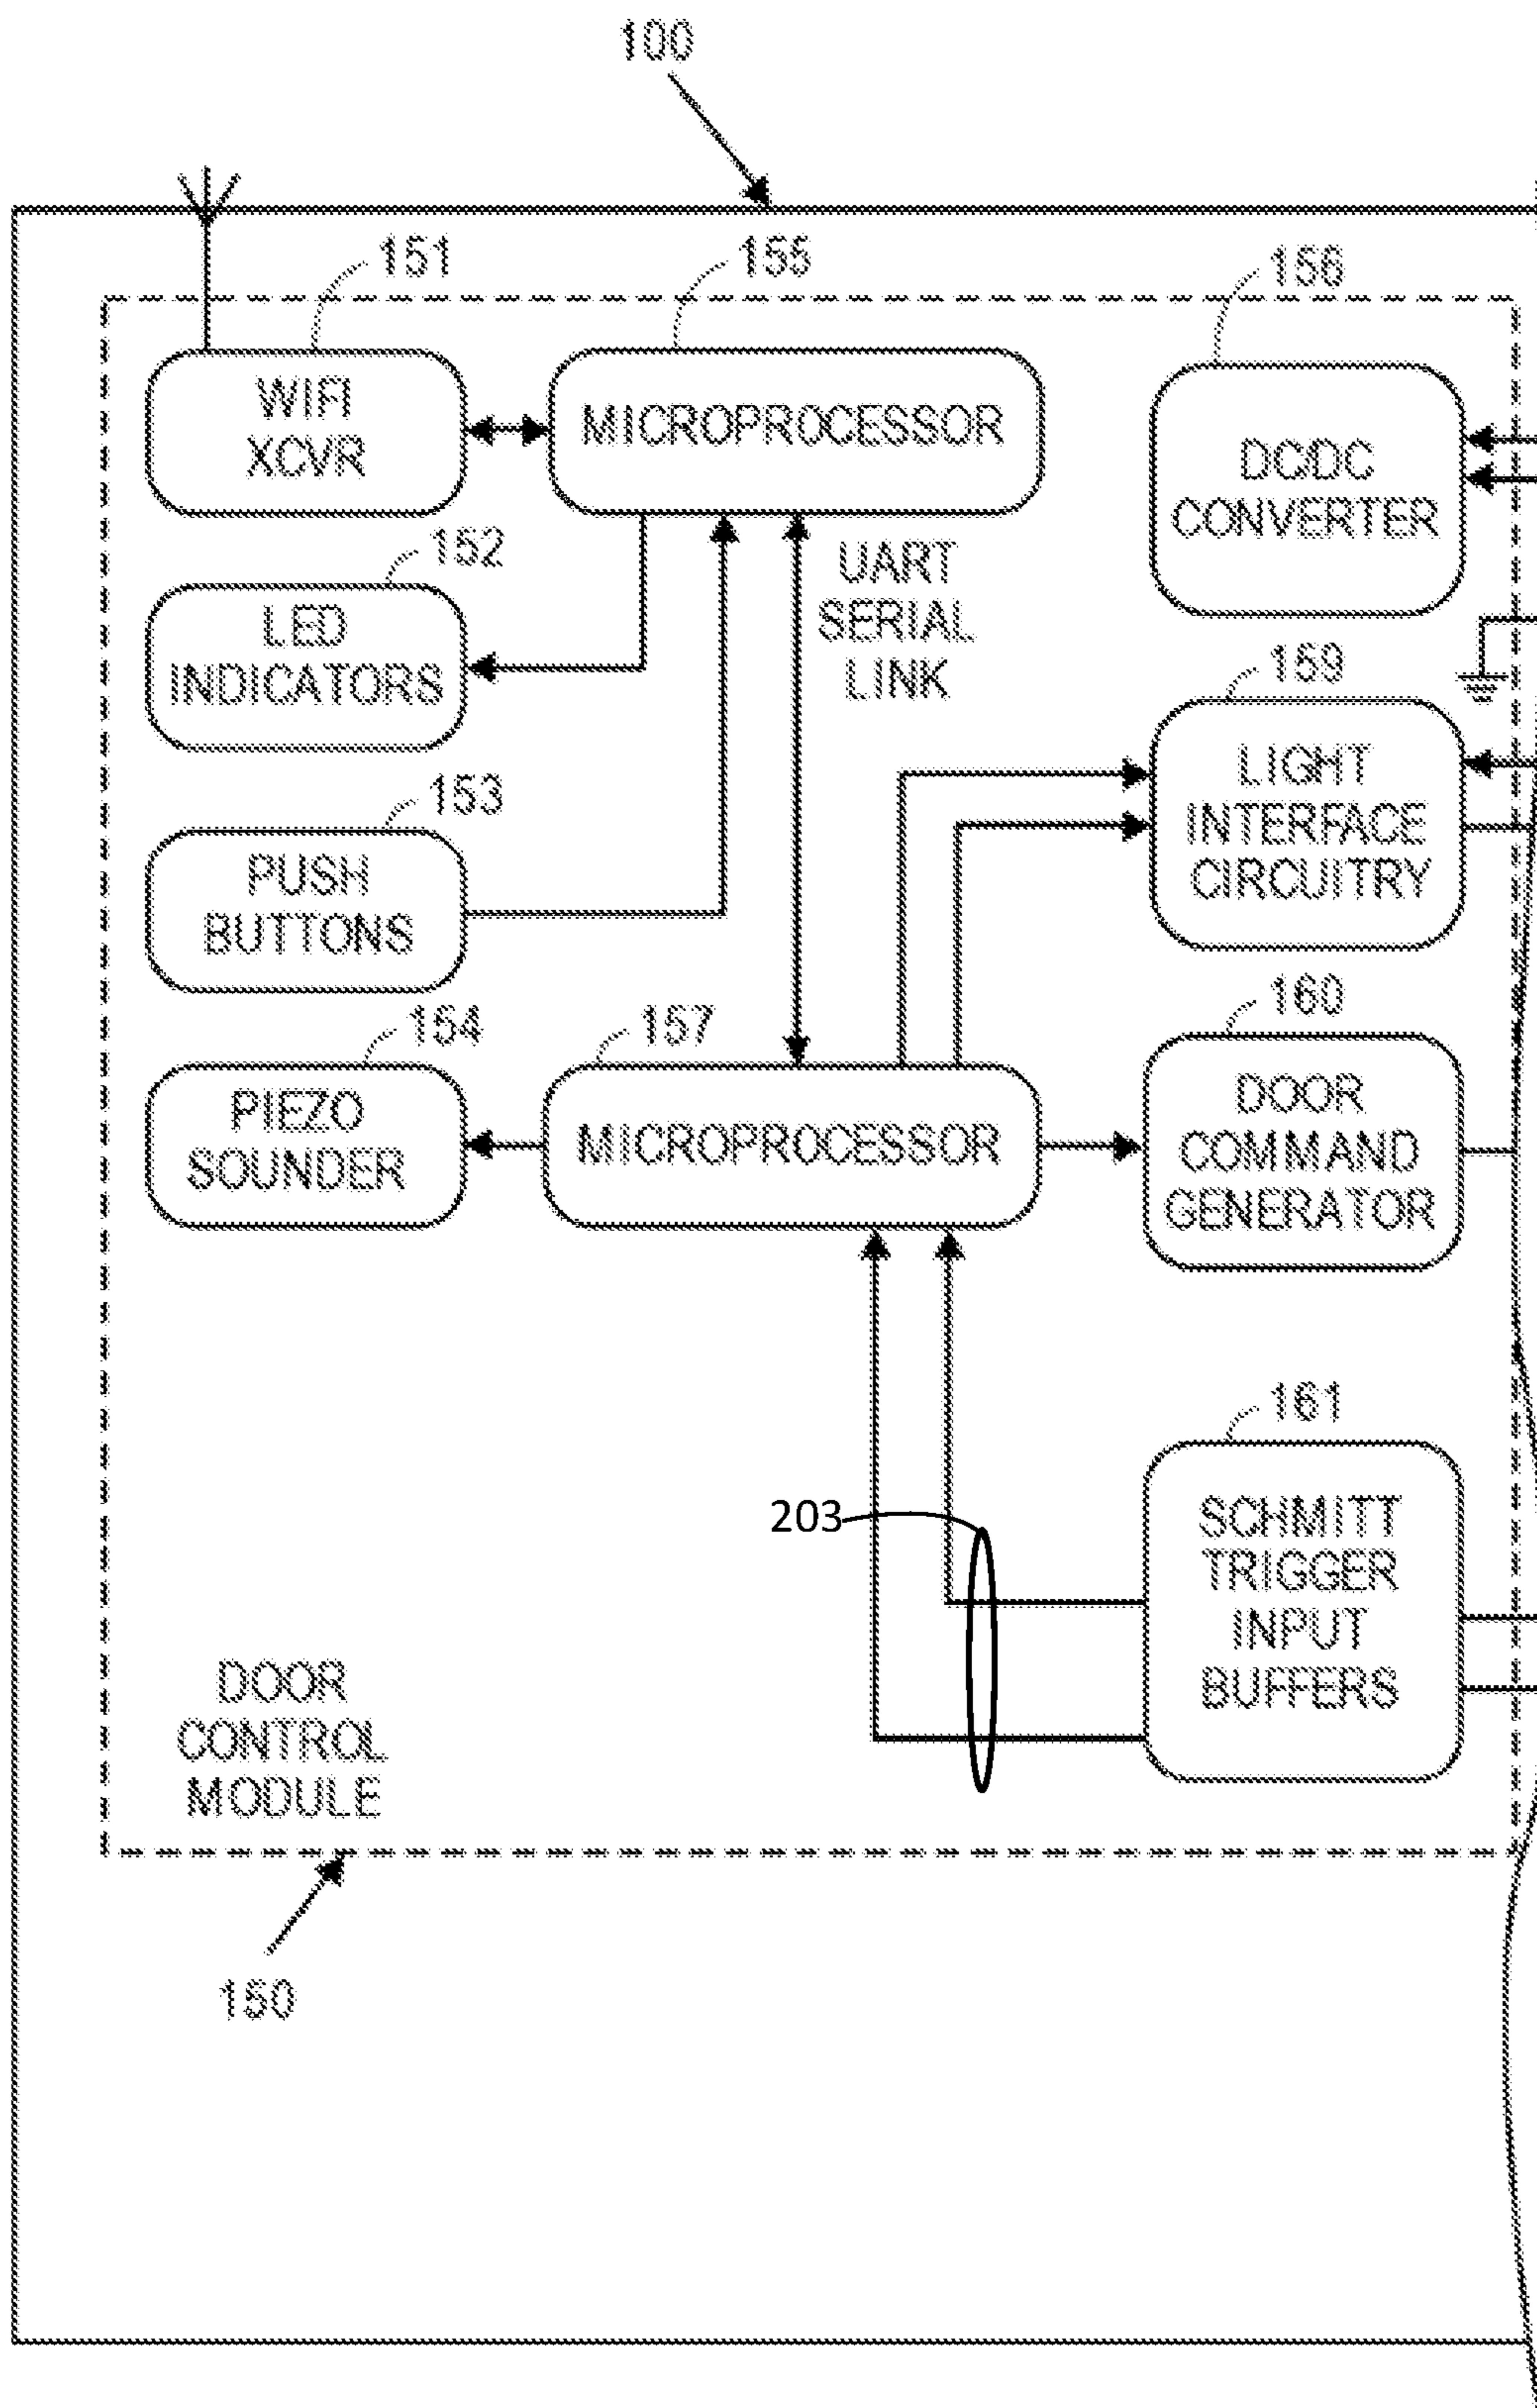 100
151
155
156
WIFI
XCVR
MICROPROCESSOR
DC/DC
CONVERTER
152
LED
INDICATORS
UART
SERIAL
LINK
159
LIGHT
INTERFACE
CIRCUITRY
153
PUSH
BUTTONS
154
157
160
PIEZO
SOUNDER
MICROPROCESSOR
DOOR
COMMAND
GENERATOR
161
203
SCHMITT
TRIGGER
INPUT
BUFFERS
DOOR
CONTROL
MODULE
150